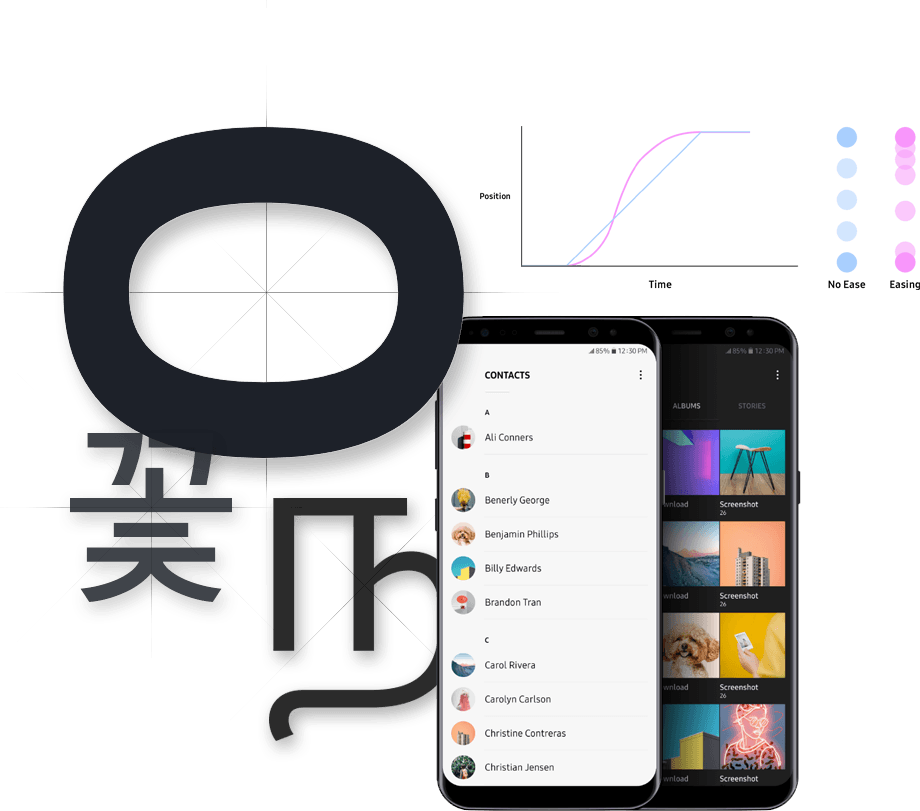 O
꽃
ந
Position
Time
No Ease
Easing
85% 12:30 PM
CONTACTS
A
Ali Conners
B
Benerly George
Benjamin Phillips
Billy Edwards
Brandon Tran
C
Carol Rivera
Carolyn Carlson
Christine Contreras
Christian Jensen
85% 12:30 PM
ALBUMS STORIES
wnload Screenshot
26
wnload Screenshot
26
wnload Screenshot
26
wnload Screenshot